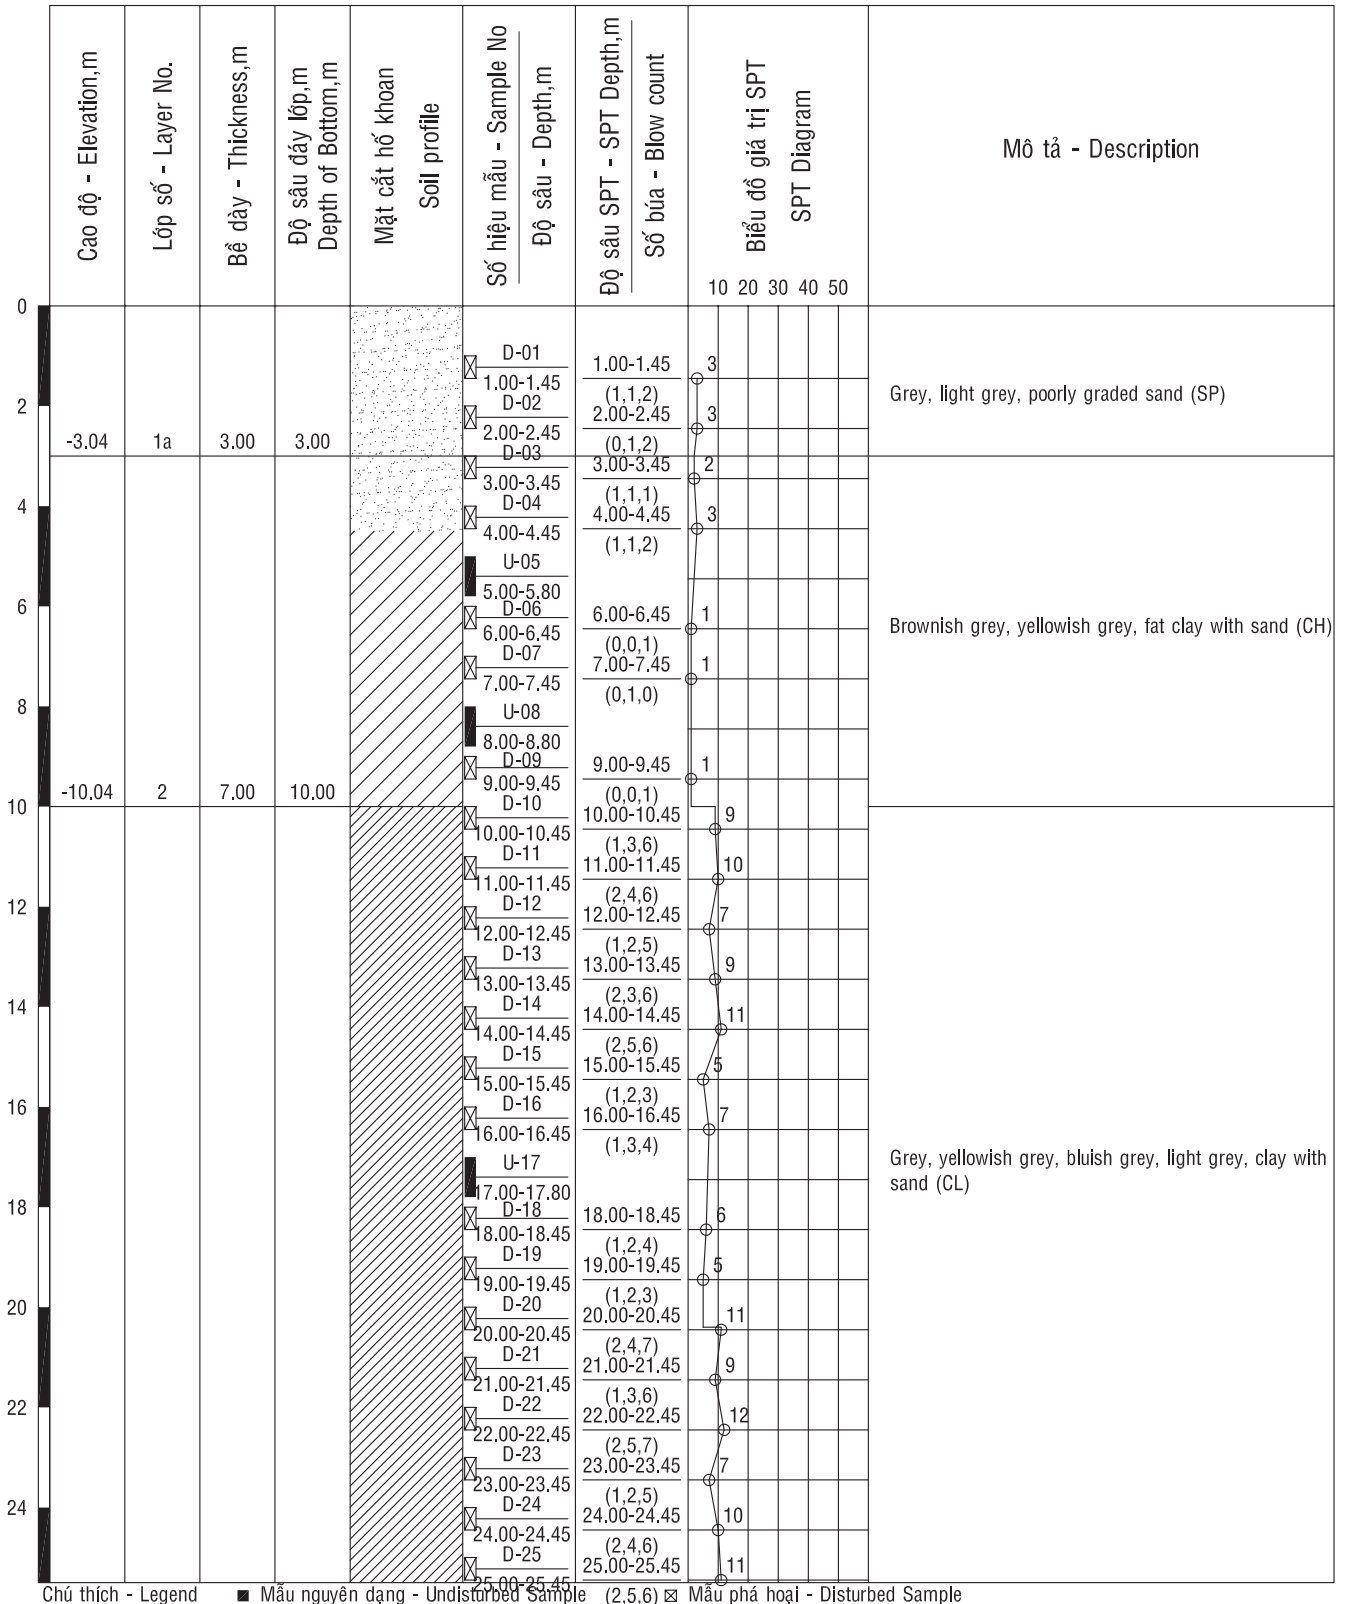 Cao độ - Elevation,m
Lớp số - Layer No.
Bề dày - Thickness,m
Độ sâu đáy lớp,m
Depth of Bottom,m
Mặt cắt hố khoan
Soil profile
Số hiệu mẫu - Sample No
Độ sâu - Depth,m
Độ sâu SPT - SPT Depth,m
Số búa - Blow count
Biểu đồ giá trị SPT
SPT Diagram
10 20 30 40 50
Mô tả - Description
0
D-01
1.00-1.45 3
1.00-1.45
(1,1,2)
Grey, light grey, poorly graded sand (SP)
2
D-02
2.00-2.45 3
2.00-2.45
(0,1,2)
-3.04 1a 3.00 3.00
D-03
3.00-3.45 2
3.00-3.45
(1,1,1)
4
D-04
4.00-4.45 3
4.00-4.45
(1,1,2)
U-05
5.00-5.80
6
D-06
6.00-6.45 1
6.00-6.45
(0,0,1)
Brownish grey, yellowish grey, fat clay with sand (CH)
D-07
7.00-7.45 1
7.00-7.45
(0,1,0)
8
U-08
8.00-8.80
D-09
9.00-9.45 1
9.00-9.45
(0,0,1)
-10.04 2 7.00 10.00
10
D-10
10.00-10.45 9
10.00-10.45
(1,3,6)
D-11
11.00-11.45 10
11.00-11.45
(2,4,6)
12
D-12
12.00-12.45 7
12.00-12.45
(1,2,5)
D-13
13.00-13.45 9
13.00-13.45
(2,3,6)
14
D-14
14.00-14.45 11
14.00-14.45
(2,5,6)
D-15
15.00-15.45 5
15.00-15.45
(1,2,3)
16
D-16
16.00-16.45 7
16.00-16.45
(1,3,4)
U-17
17.00-17.80
Grey, yellowish grey, bluish grey, light grey, clay with
sand (CL)
18
D-18
18.00-18.45 6
18.00-18.45
(1,2,4)
D-19
19.00-19.45 5
19.00-19.45
(1,2,3)
20
D-20
20.00-20.45 11
20.00-20.45
(2,4,7)
D-21
21.00-21.45 9
21.00-21.45
(1,3,6)
22
D-22
22.00-22.45 12
22.00-22.45
(2,5,7)
D-23
23.00-23.45 7
23.00-23.45
(1,2,5)
24
D-24
24.00-24.45 10
24.00-24.45
(2,4,6)
D-25
25.00-25.45 11
25.00-25.45
(2,5,6)
Chú thích - Legend Mẫu nguyên dạng - Undisturbed Sample Mẫu phá hoại - Disturbed Sample